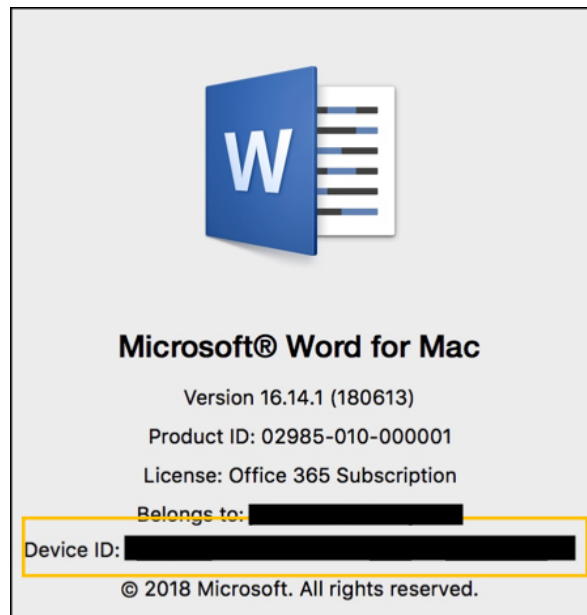 W
Microsoft® Word for Mac
Version 16.14.1 (180613)
Product ID: 02985-010-000001
License: Office 365 Subscription
Belongs to:
Device ID:
© 2018 Microsoft. All rights reserved.